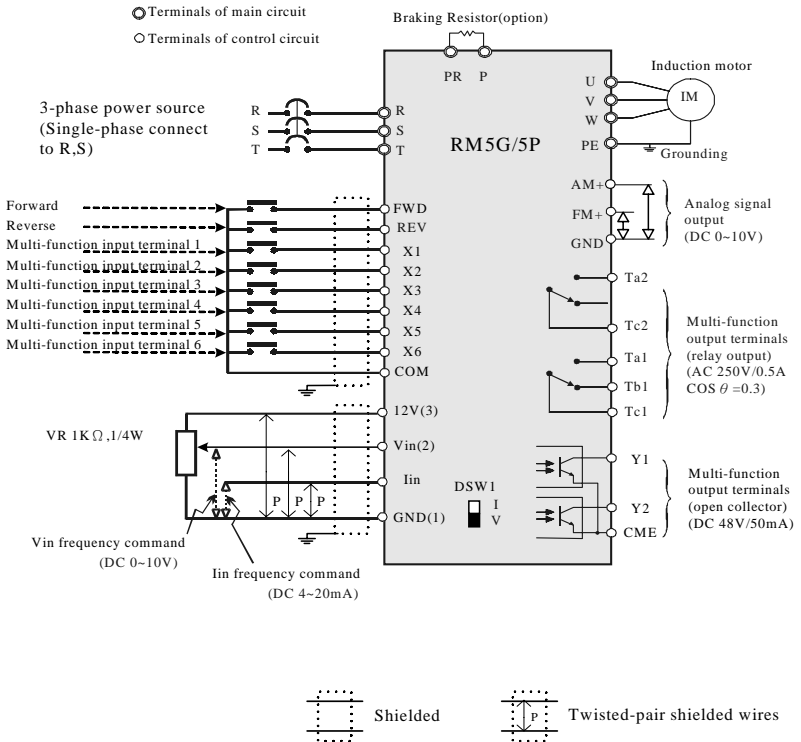 Terminals of main circuit
Terminals of control circuit
Braking Resistor(option)
PR P
3-phase power source
(Single-phase connect
to R,S)
R
S
T
R
S
T
RM5G/5P
U
V
W
PE
Induction motor
IM
Grounding
Forward
Reverse
Multi-function input terminal 1
Multi-function input terminal 2
Multi-function input terminal 3
Multi-function input terminal 4
Multi-function input terminal 5
Multi-function input terminal 6
FWD
REV
X1
X2
X3
X4
X5
X6
COM
AM+
FM+
GND
Analog signal
output
(DC 0~10V)
Ta2
Tc2
Ta1
Tb1
Tc1
Multi-function
output terminals
(relay output)
(AC 250V/0.5A
COS θ =0.3)
VR 1KΩ,1/4W
12V(3)
Vin(2)
Iin
GND(1)
P P P
Vin frequency command
(DC 0~10V)
Iin frequency command
(DC 4~20mA)
DSW1
I
V
Y1
Y2
CME
Multi-function
output terminals
(open collector)
(DC 48V/50mA)
Shielded
P
Twisted-pair shielded wires